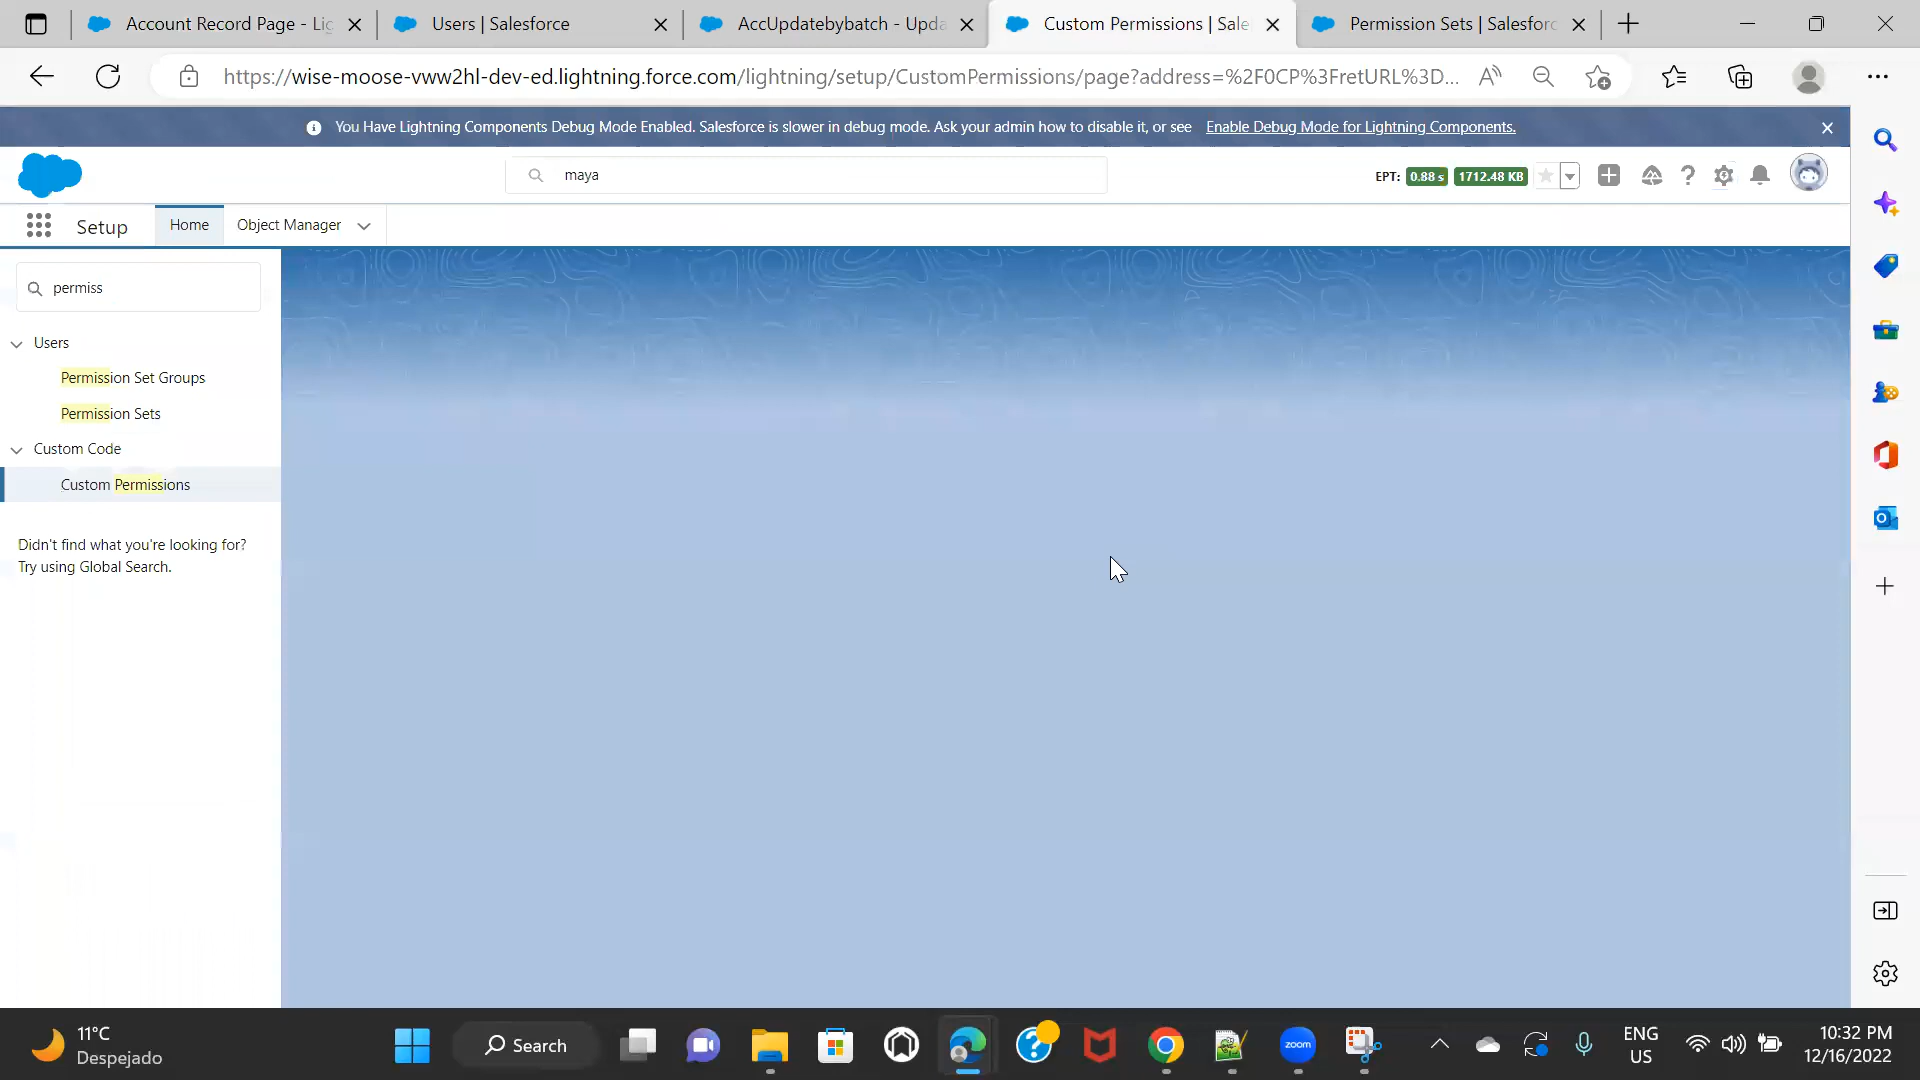 Account Record Page - Lig
Users | Salesforce
AccUpdatebybatch - Upda
Custom Permissions | Sale
Permission Sets | Salesforc
https://wise-moose-vww2hl-dev-ed.lightning.force.com/lightning/setup/CustomPermissions/page?address=%2F0CP%3FretURL%3D...
You Have Lightning Components Debug Mode Enabled. Salesforce is slower in debug mode. Ask your admin how to disable it, or see Enable Debug Mode for Lightning Components.
maya
EPT: 0.88 s 1712.48 KB
Setup
Home
Object Manager
permiss
Users
Permission Set Groups
Permission Sets
Custom Code
Custom Permissions
Didn't find what you're looking for?
Try using Global Search.
11°C
Despejado
Search
zoom
ENG
US
10:32 PM
12/16/2022